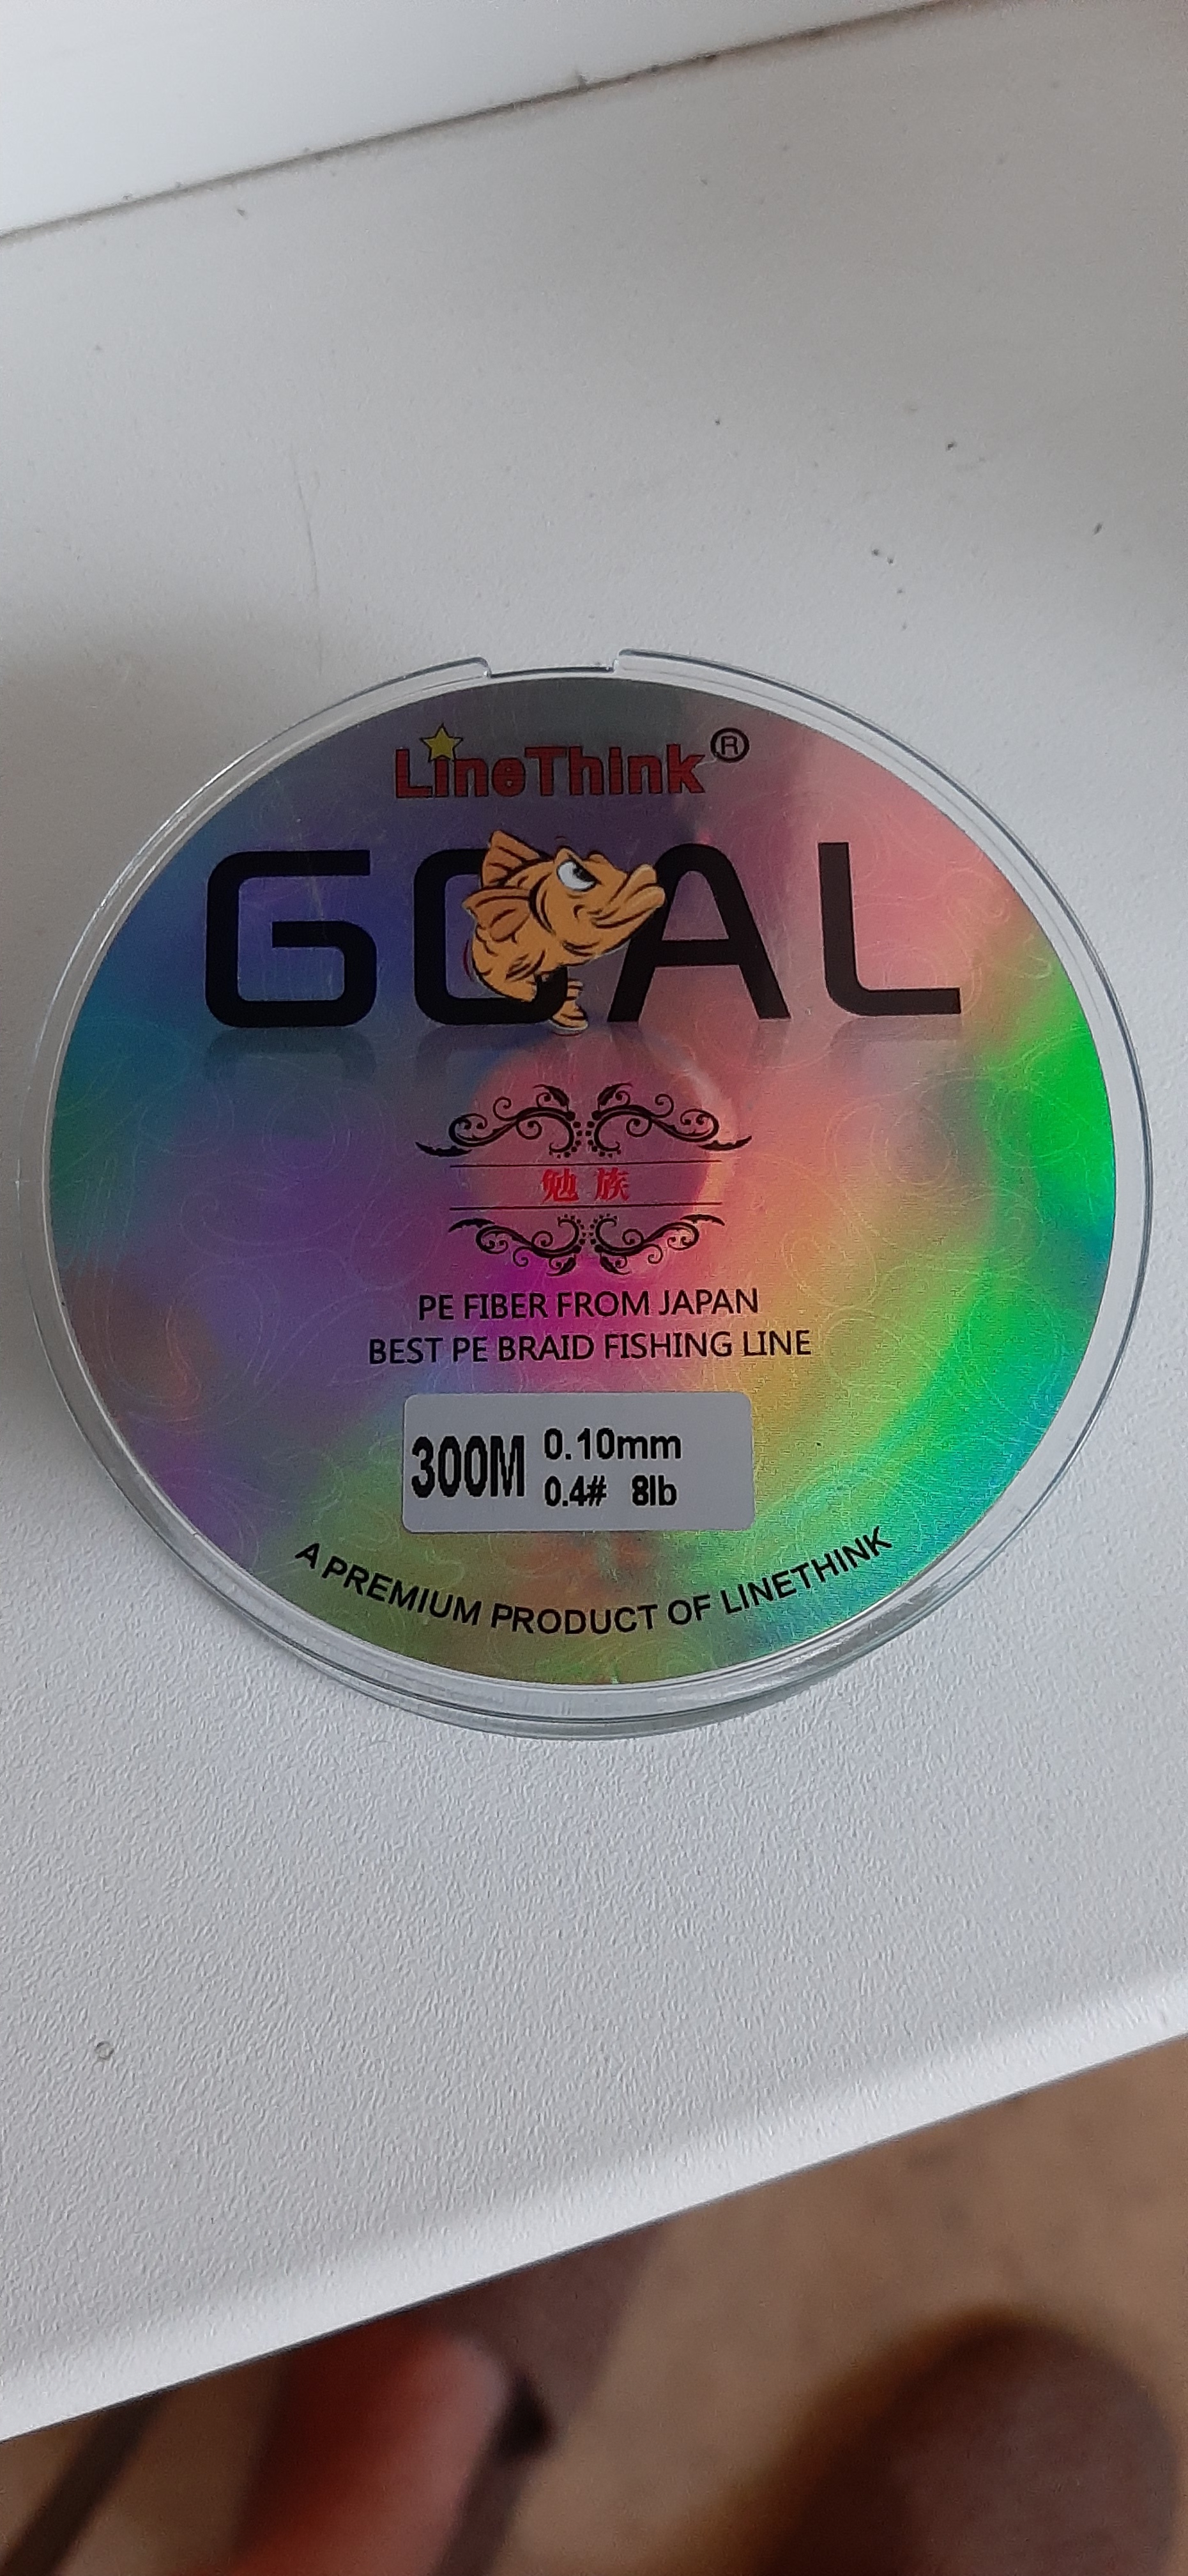 LineThink®
GOAL
勉族
PE FIBER FROM JAPAN
BEST PE BRAID FISHING LINE
300M 0.10mm
0.4# 8lb
A PREMIUM PRODUCT OF LINETHINK